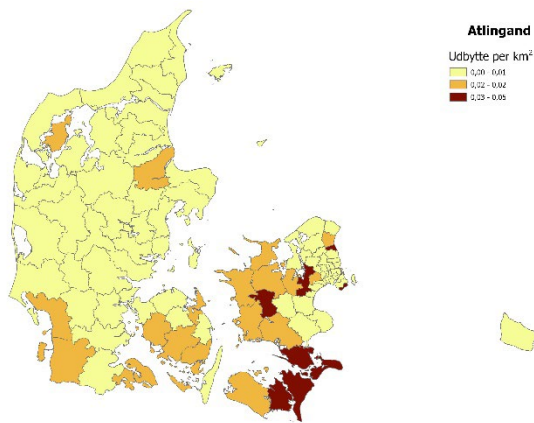 Atlingand
Udbytte per km²
0,00 - 0,01
0,02 - 0,02
0,03 - 0,05